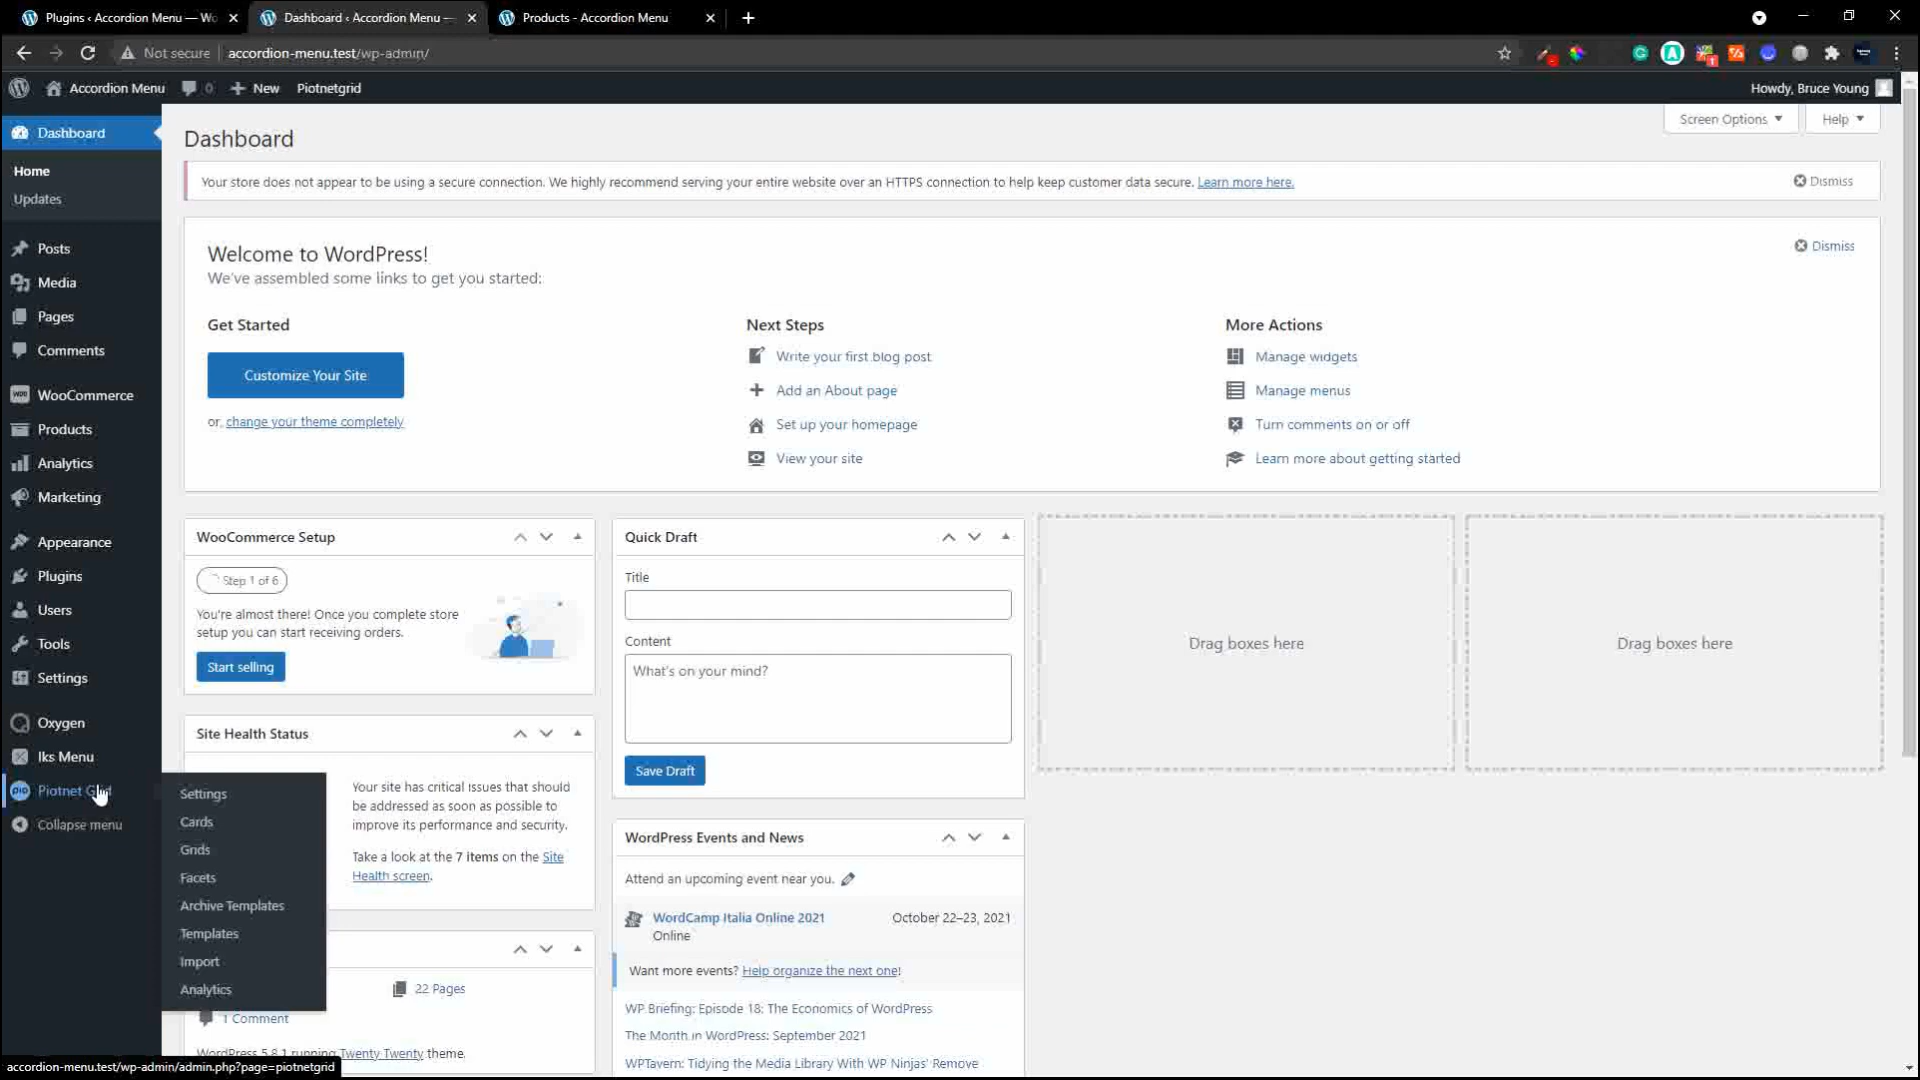 Plugins ‹ Accordion Menu — Wo
Dashboard ‹ Accordion Menu —
Products - Accordion Menu
Not secure
accordion-menu.test/wp-admin/
Accordion Menu
0
New
Piotnetgrid
Howdy, Bruce Young
Dashboard
Home
Updates
Posts
Media
Pages
Comments
WooCommerce
Products
Analytics
Marketing
Appearance
Plugins
Users
Tools
Settings
Oxygen
Iks Menu
Piotnet G
Collapse menu
Settings
Cards
Grids
Facets
Archive Templates
Templates
Import
Analytics
Dashboard
Screen Options
Help
Your store does not appear to be using a secure connection. We highly recommend serving your entire website over an HTTPS connection to help keep customer data secure. Learn more here.
Dismiss
Welcome to WordPress!
Dismiss
We've assembled some links to get you started:
Get Started
Customize Your Site
or, change your theme completely
Next Steps
Write your first blog post
Add an About page
Set up your homepage
View your site
More Actions
Manage widgets
Manage menus
Turn comments on or off
Learn more about getting started
WooCommerce Setup
Step 1 of 6
You're almost there! Once you complete store
setup you can start receiving orders.
Start selling
Site Health Status
Your site has critical issues that should
be addressed as soon as possible to
improve its performance and security.
Take a look at the 7 items on the Site
Health screen.
22 Pages
1 Comment
WordPress 5.8.1 running Twenty Twenty theme.
Quick Draft
Title
Content
What's on your mind?
Save Draft
WordPress Events and News
Attend an upcoming event near you.
WordCamp Italia Online 2021
October 22–23, 2021
Online
Want more events? Help organize the next one!
WP Briefing: Episode 18: The Economics of WordPress
The Month in WordPress: September 2021
WPTavern: Tidying the Media Library With WP Ninjas' Remove
Drag boxes here
Drag boxes here
accordion-menu.test/wp-admin/admin.php?page=piotnetgrid